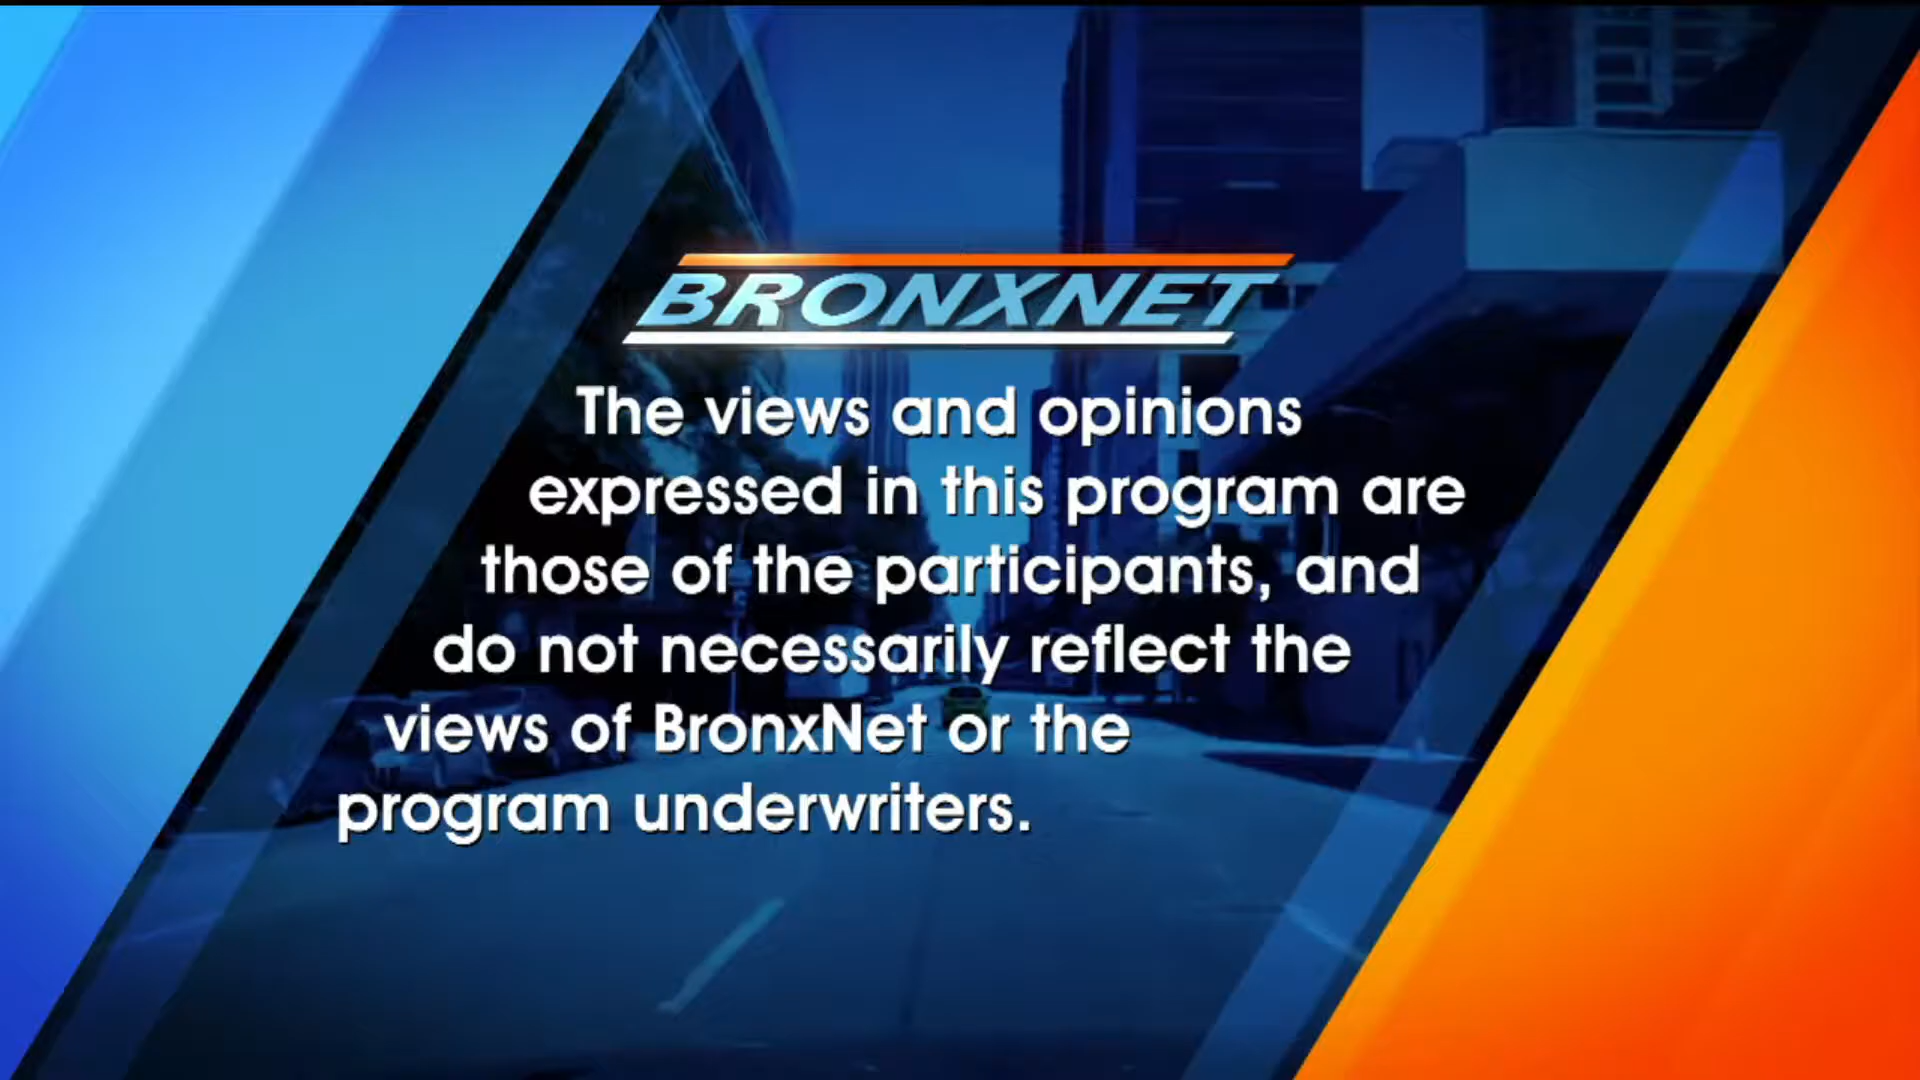 BRONXNET
The views and opinions
expressed in this program are
those of the participants, and
do not necessarily reflect the
views of BronxNet or the
program underwriters.